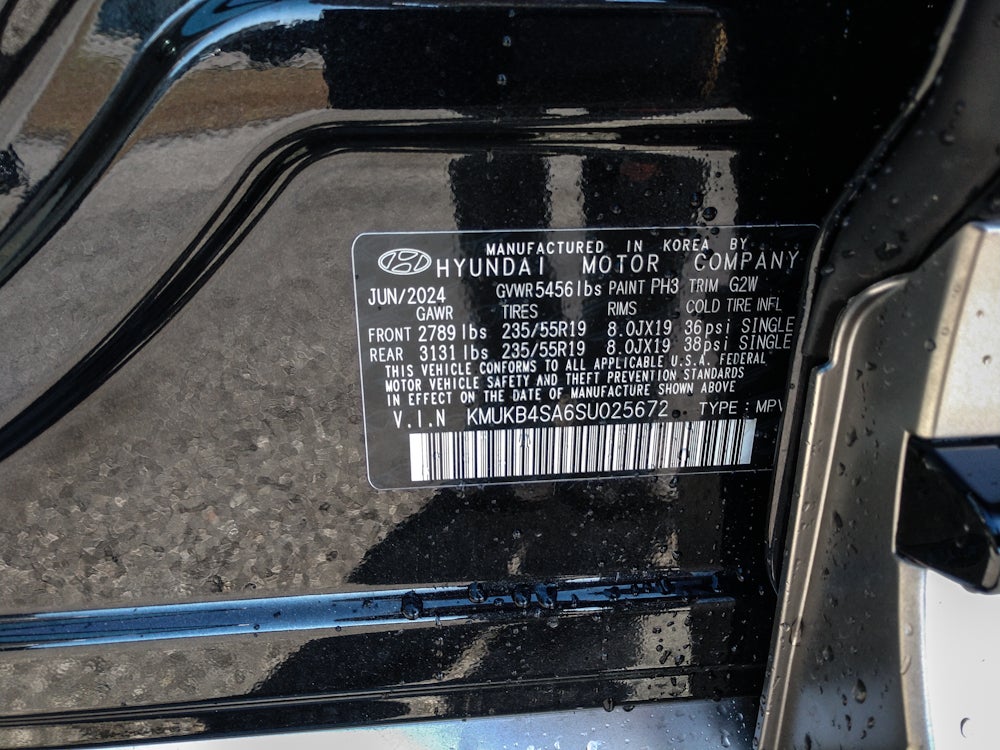 MANUFACTURED IN KOREA BY
HYUNDAI MOTOR COMPANY
JUN/2024 GVWR 5456 lbs PAINT PH3 TRIM G2W
GAWR TIRES RIMS COLD TIRE INFL
FRONT 2789 lbs 235/55R19 8.0JX19 36psi SINGLE
REAR 3131 lbs 235/55R19 8.0JX19 38psi SINGLE
THIS VEHICLE CONFORMS TO ALL APPLICABLE U.S.A. FEDERAL
MOTOR VEHICLE SAFETY AND THEFT PREVENTION STANDARDS
IN EFFECT ON THE DATE OF MANUFACTURE SHOWN ABOVE
V.I.N KMUKB4SA6SU025672 TYPE : MPV